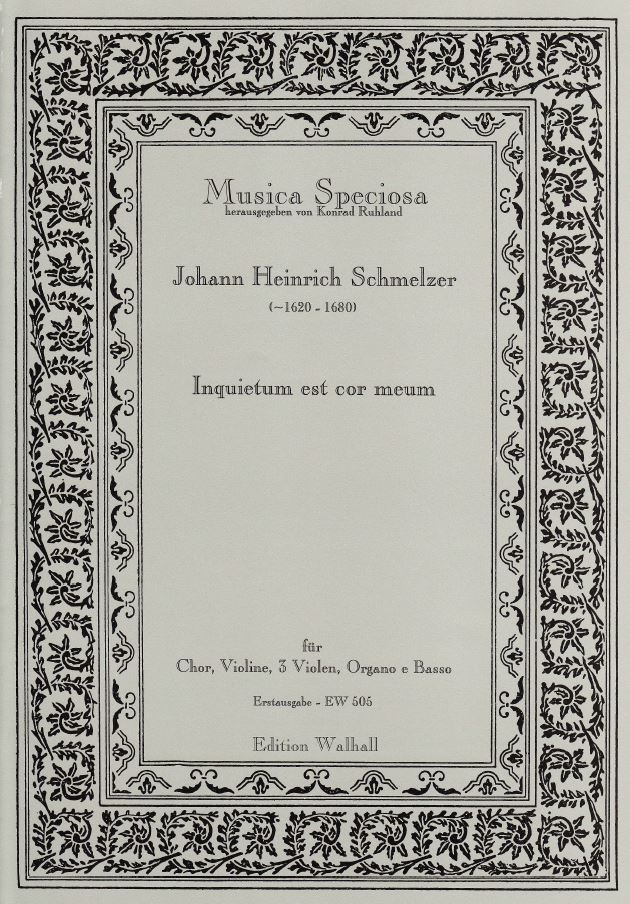 Musica Speciosa
herausgegeben von Konrad Ruhland
Johann Heinrich Schmelzer
(~1620 - 1680)
Inquietum est cor meum
für
Chor, Violine, 3 Violen, Organo e Basso
Erstausgabe - EW 505
Edition Walhall